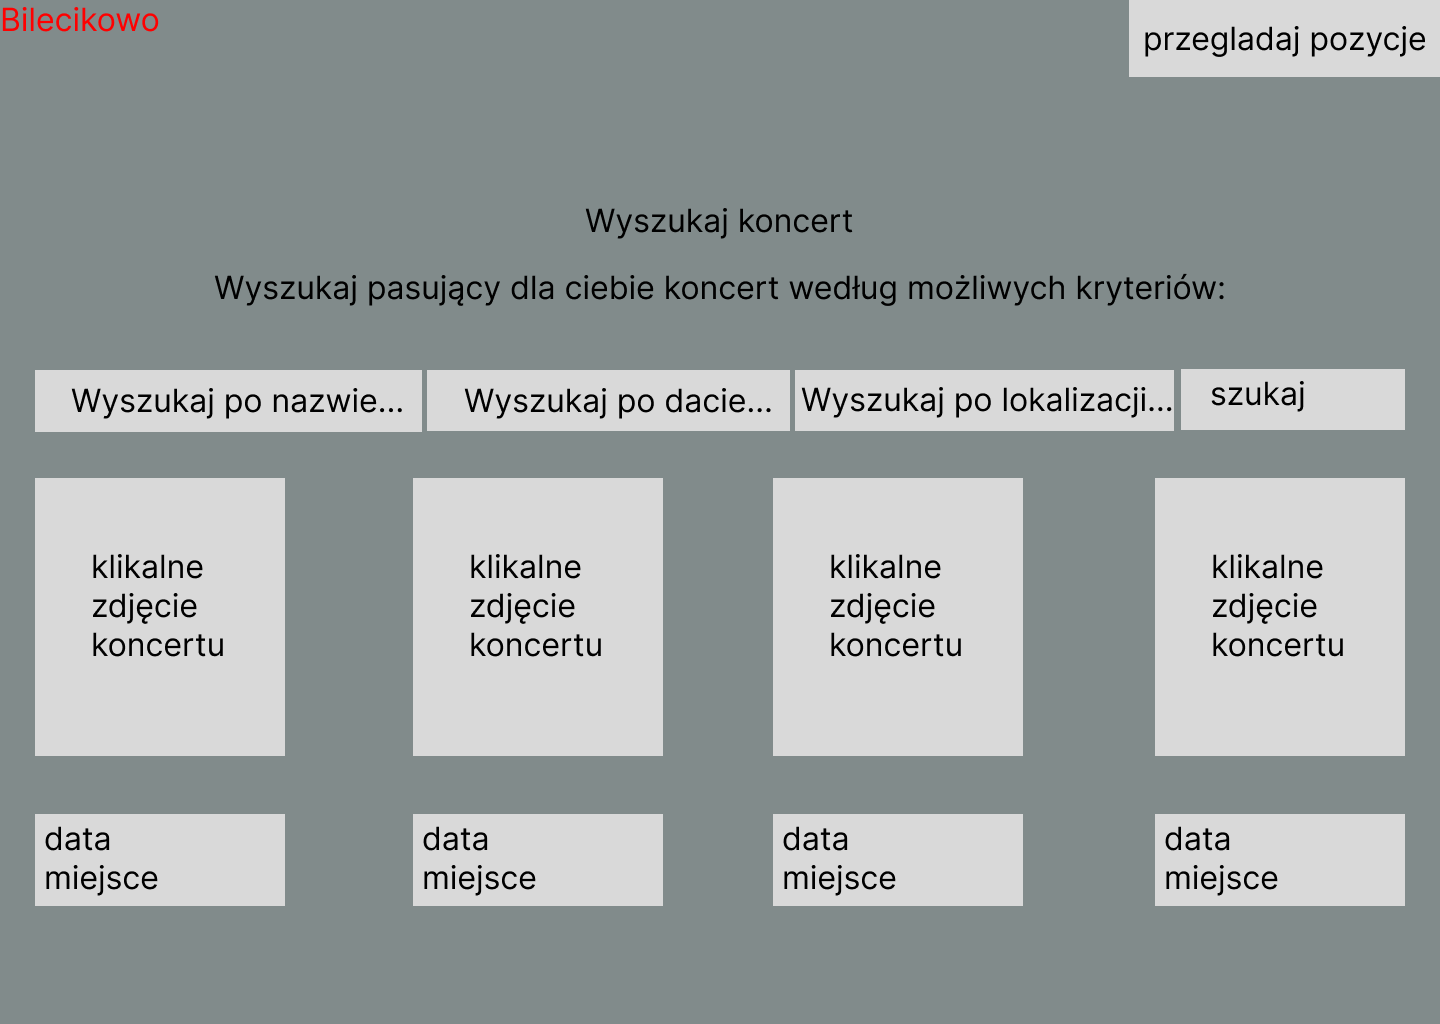 Bilecikowo
przegladaj pozycje
Wyszukaj koncert
Wyszukaj pasujący dla ciebie koncert według możliwych kryteriów:
Wyszukaj po nazwie...
Wyszukaj po dacie...
Wyszukaj po lokalizacji...
szukaj
klikalne
zdjęcie
koncertu
klikalne
zdjęcie
koncertu
klikalne
zdjęcie
koncertu
klikalne
zdjęcie
koncertu
data
miejsce
data
miejsce
data
miejsce
data
miejsce